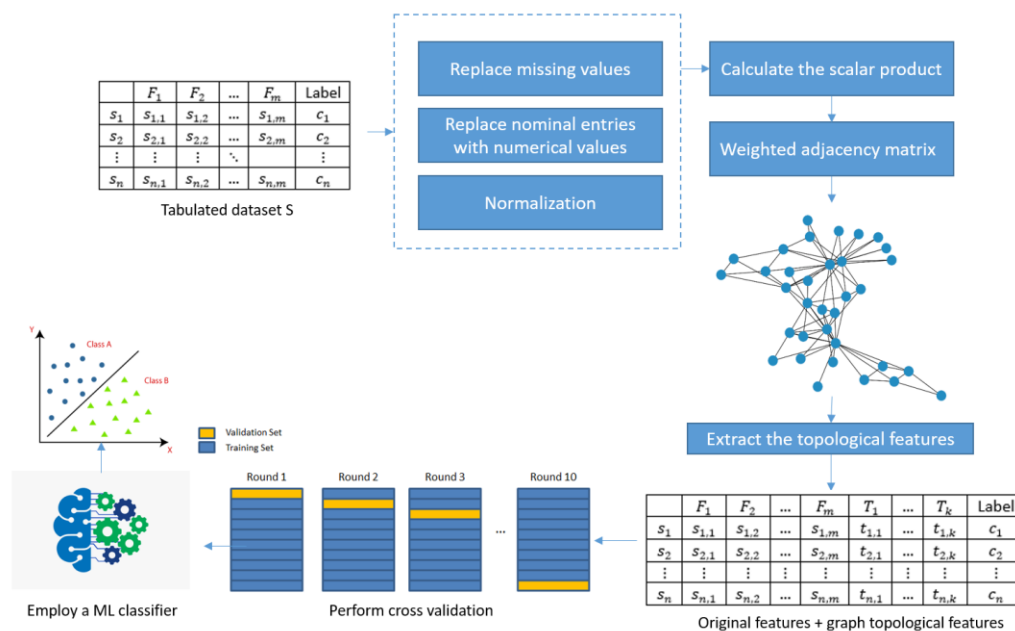 F₁ F₂ ... Fₘ Label
s₁ s₁,₁ s₁,₂ ... s₁,ₘ c₁
s₂ s₂,₁ s₂,₂ ... s₂,ₘ c₂
⋮ ⋮ ⋮ ⋱ ⋮
sₙ sₙ,₁ sₙ,₂ ... sₙ,ₘ cₙ
Tabulated dataset S
Replace missing values
Replace nominal entries
with numerical values
Normalization
Calculate the scalar product
Weighted adjacency matrix
Extract the topological features
F₁ F₂ ... Fₘ T₁ ... Tₖ Label
s₁ s₁,₁ s₁,₂ ... s₁,ₘ t₁,₁ ... t₁,ₖ c₁
s₂ s₂,₁ s₂,₂ ... s₂,ₘ t₂,₁ ... t₂,ₖ c₂
⋮ ⋮ ⋮ ⋮ ⋮ ⋮ ⋮ ⋮ ⋮
sₙ sₙ,₁ sₙ,₂ ... sₙ,ₘ tₙ,₁ ... tₙ,ₖ cₙ
Original features + graph topological features
Validation Set
Training Set
Round 1 Round 2 Round 3 ... Round 10
Perform cross validation
Employ a ML classifier
Y
Class A
Class B
X